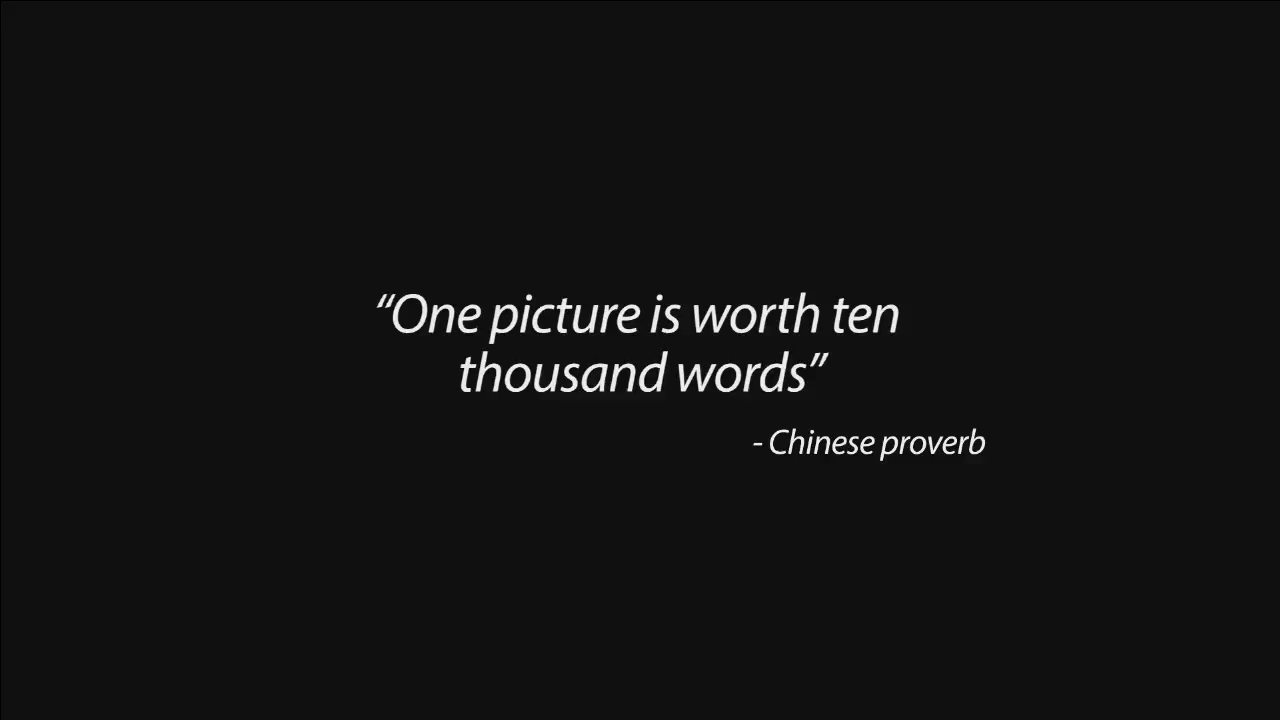 “One picture is worth ten
thousand words”
- Chinese proverb